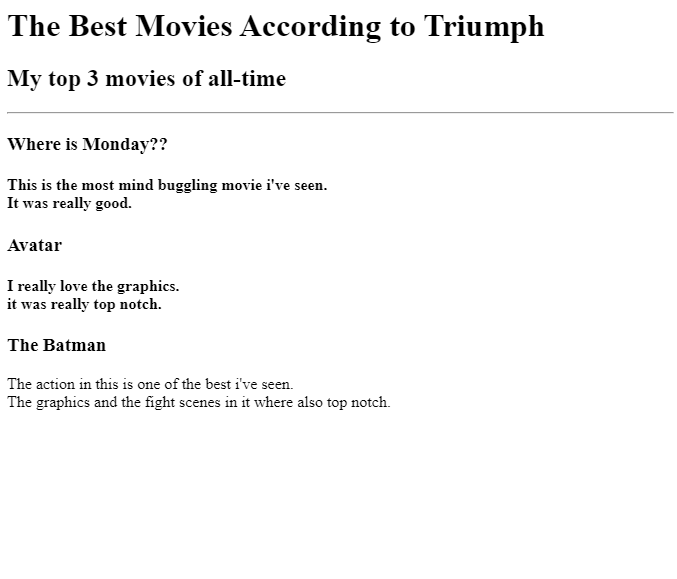 The Best Movies According to Triumph
My top 3 movies of all-time
Where is Monday??
This is the most mind buggling movie i've seen.
It was really good.
Avatar
I really love the graphics.
it was really top notch.
The Batman
The action in this is one of the best i've seen.
The graphics and the fight scenes in it where also top notch.